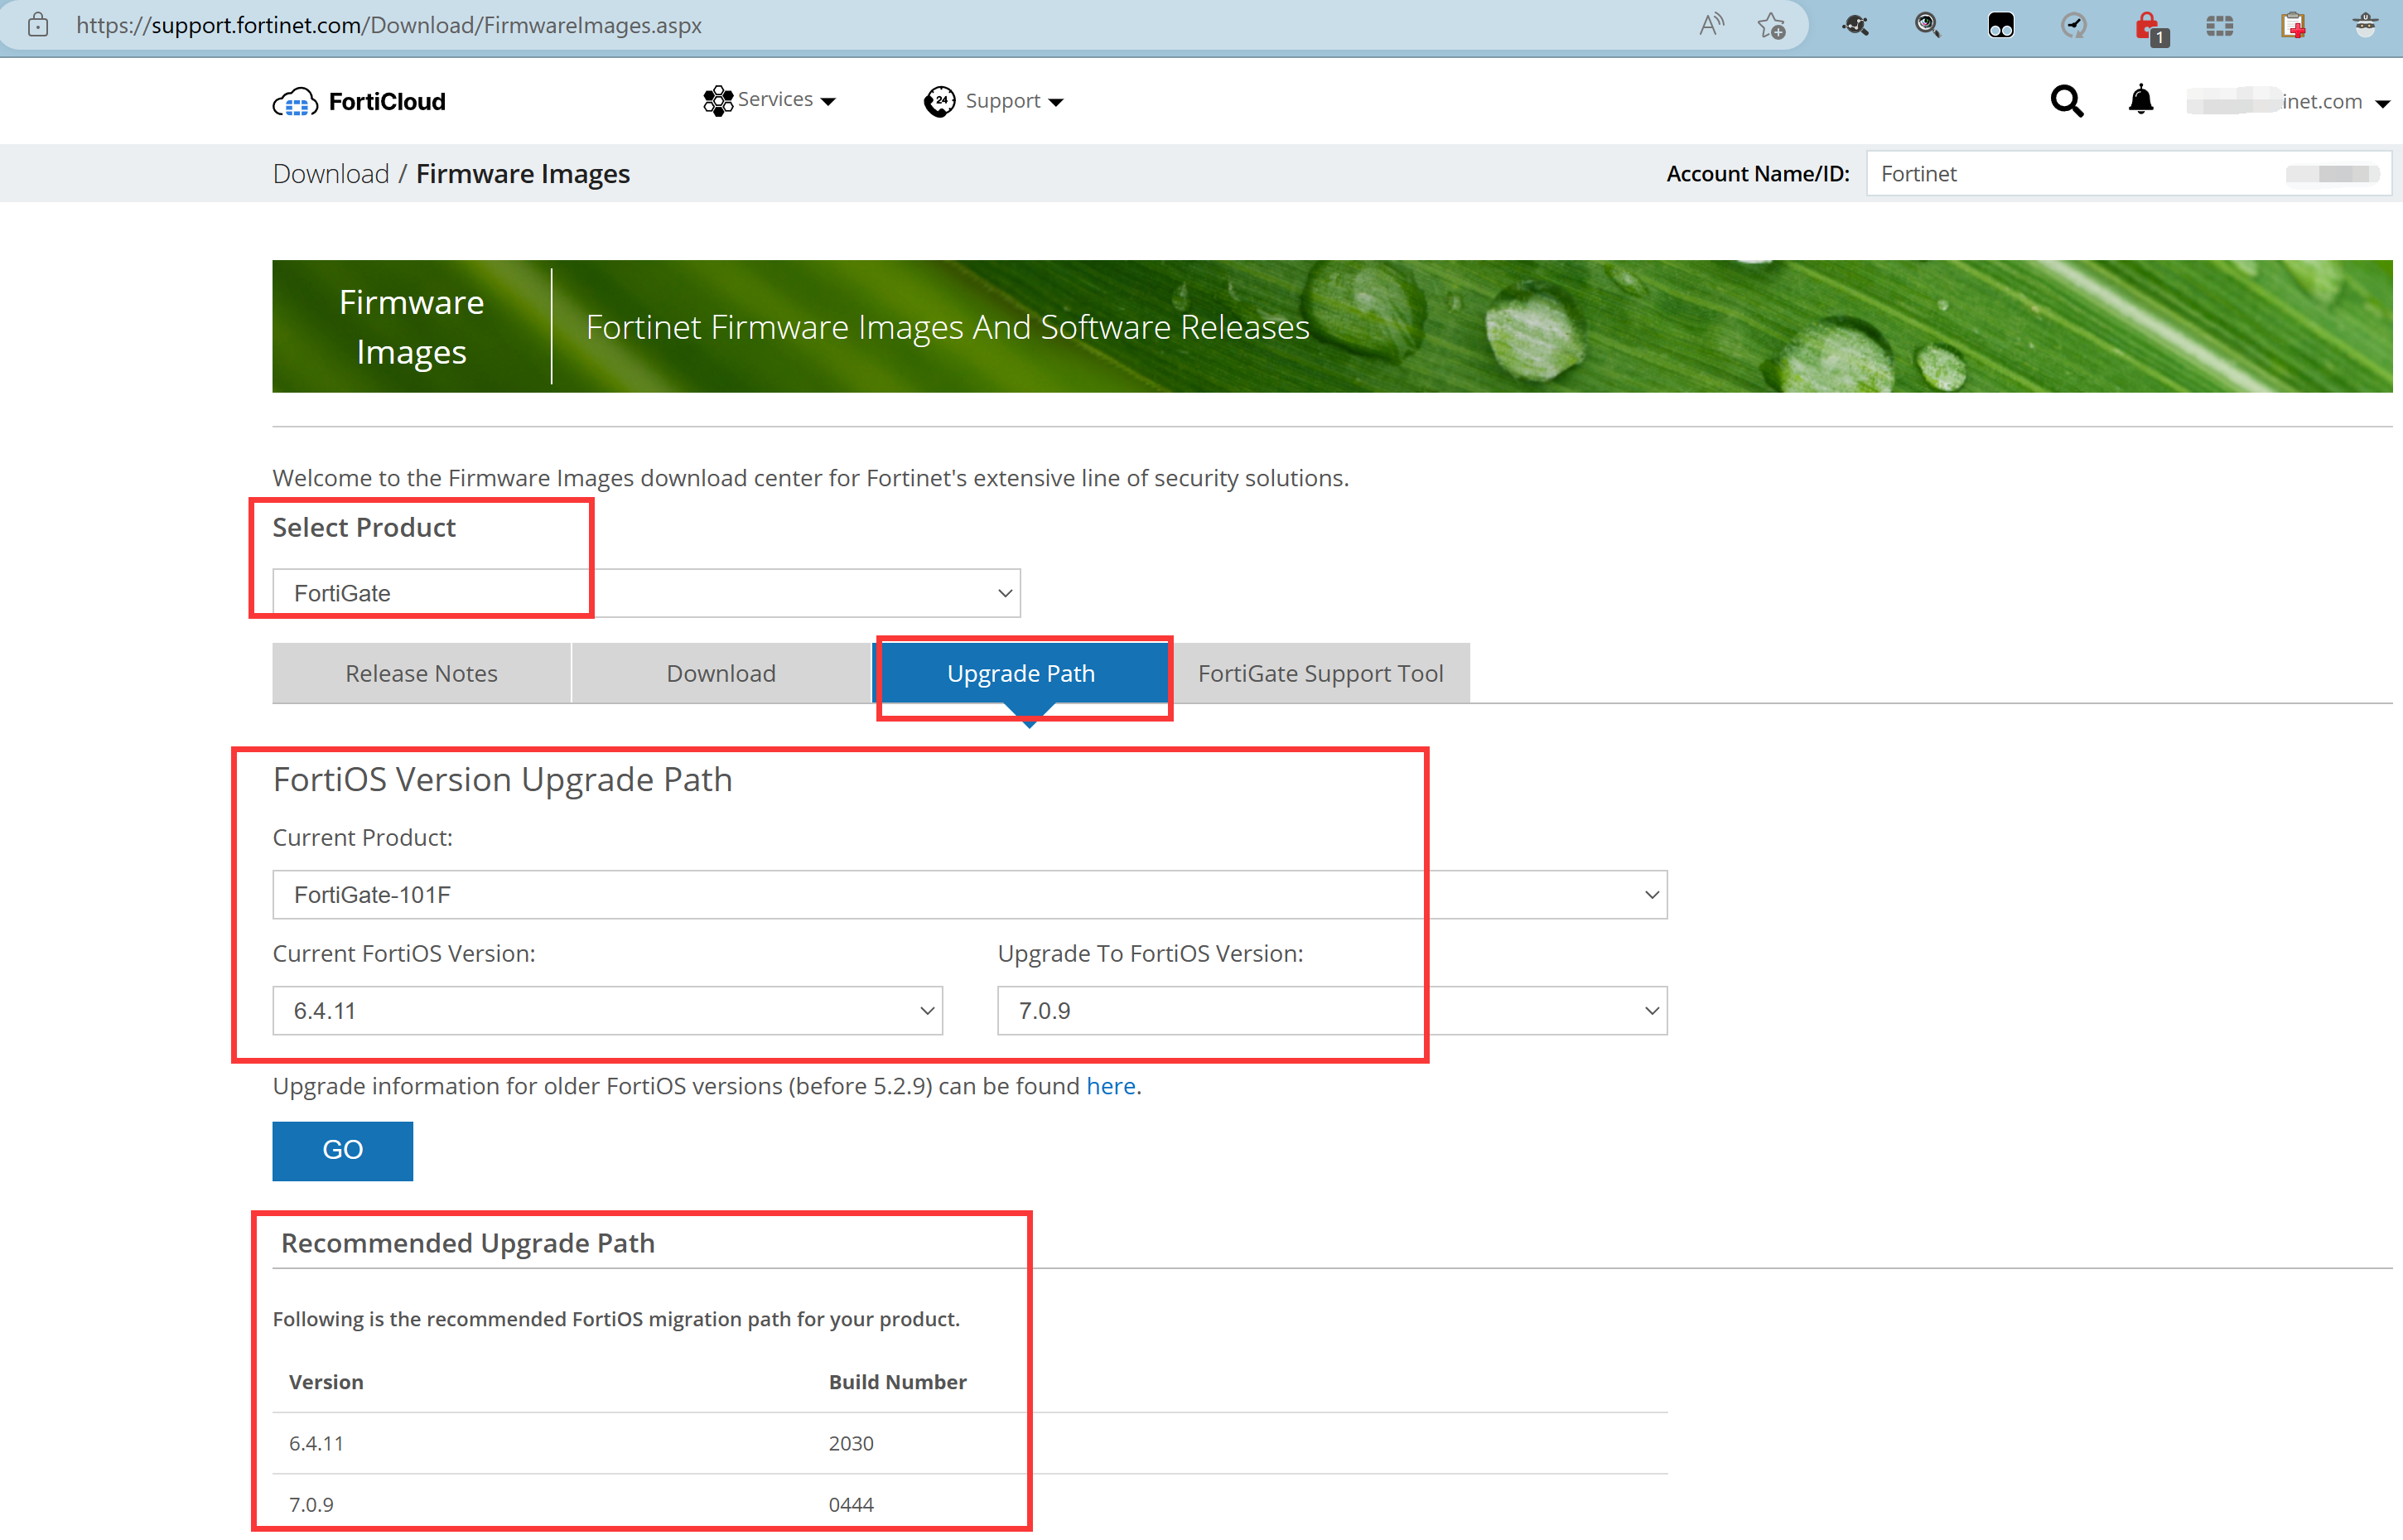 https://support.fortinet.com/Download/FirmwareImages.aspx
1
FortiCloud
Services
24
Support
inet.com
Download / Firmware Images
Account Name/ID:
Fortinet
Firmware
Images
Fortinet Firmware Images And Software Releases
Welcome to the Firmware Images download center for Fortinet's extensive line of security solutions.
Select Product
FortiGate
Release Notes
Download
Upgrade Path
FortiGate Support Tool
FortiOS Version Upgrade Path
Current Product:
FortiGate-101F
Current FortiOS Version:
Upgrade To FortiOS Version:
6.4.11
7.0.9
Upgrade information for older FortiOS versions (before 5.2.9) can be found here.
GO
Recommended Upgrade Path
Following is the recommended FortiOS migration path for your product.
Version Build Number
6.4.11 2030
7.0.9 0444